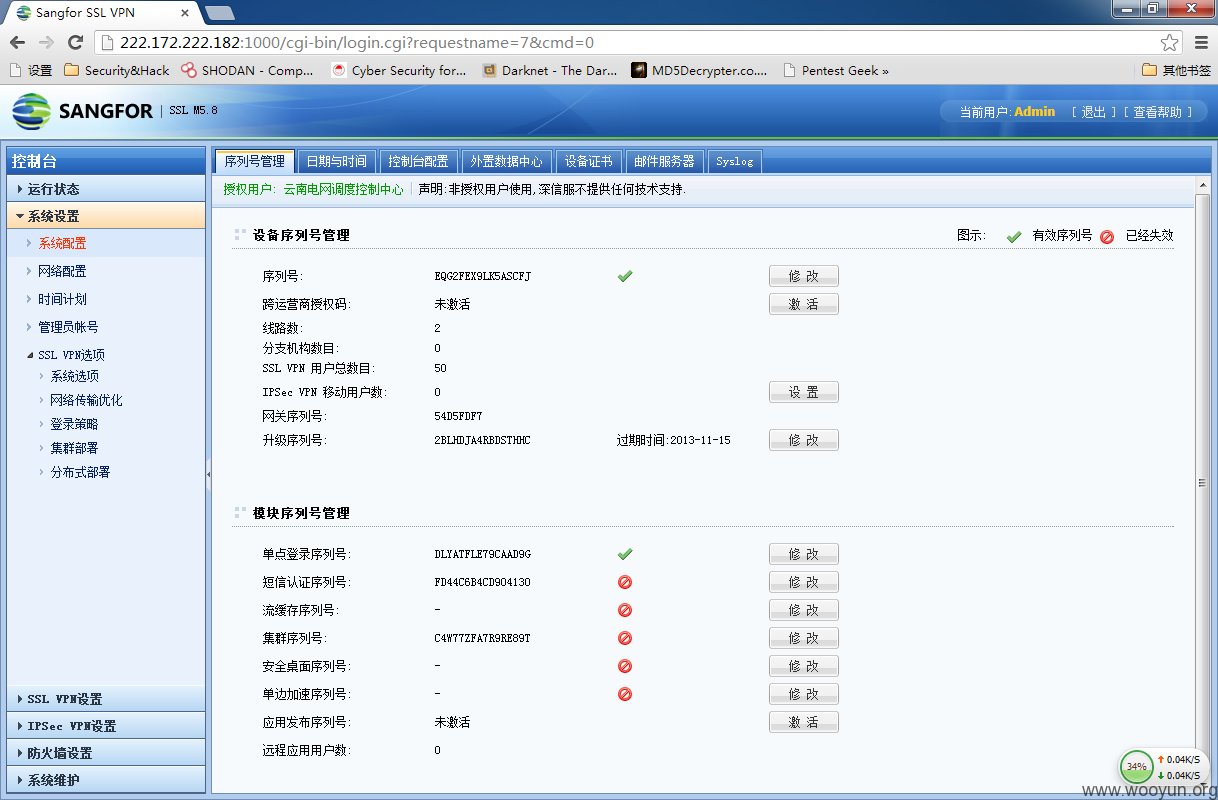 Sangfor SSL VPN
222.172.222.182:1000/cgi-bin/login.cgi?requestname=7&cmd=0
设置 Security&Hack SHODAN - Comp... Cyber Security for... Darknet - The Dar... MD5Decrypter.co.... Pentest Geek » 其他书签
SANGFOR | SSL M5.8
当前用户: Admin [ 退出 ] [ 查看帮助 ]
控制台
运行状态
系统设置
系统配置
网络配置
时间计划
管理员帐号
SSL VPN选项
系统选项
网络传输优化
登录策略
集群部署
分布式部署
SSL VPN设置
IPSec VPN设置
防火墙设置
系统维护
序列号管理 日期与时间 控制台配置 外置数据中心 设备证书 邮件服务器 Syslog
授权用户: 云南电网调度控制中心 声明:非授权用户使用,深信服不提供任何技术支持.
设备序列号管理 图示: 有效序列号 已经失效
序列号: EQG2FEX9LK5ASCFJ 修 改
跨运营商授权码: 未激活 激 活
线路数: 2
分支机构数目: 0
SSL VPN 用户总数目: 50
IPSec VPN 移动用户数: 0 设 置
网关序列号: 54D5FDF7
升级序列号: 2BLHDJA4RBDSTHHC 过期时间:2013-11-15 修 改
模块序列号管理
单点登录序列号: DLYATFLE79CAAD9G 修 改
短信认证序列号: FD44C6B4CD904130 修 改
流缓存序列号: - 修 改
集群序列号: C4W77ZFA7R9RE89T 修 改
安全桌面序列号: - 修 改
单边加速序列号: - 修 改
应用发布序列号: 未激活 激 活
远程应用用户数: 0
34% 0.04K/S
0.04K/S
www.wooyun.org